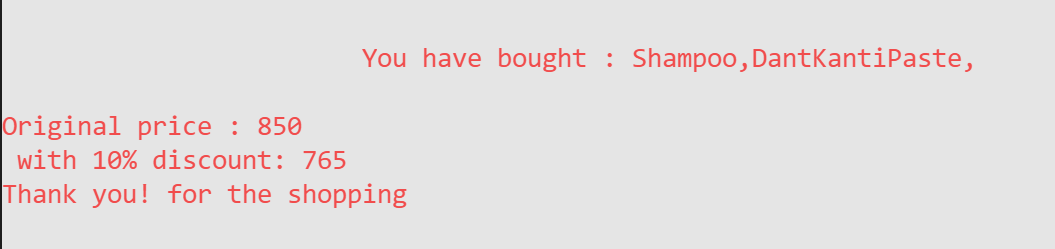 You have bought : Shampoo,DantKantiPaste,
Original price : 850
with 10% discount: 765
Thank you! for the shopping